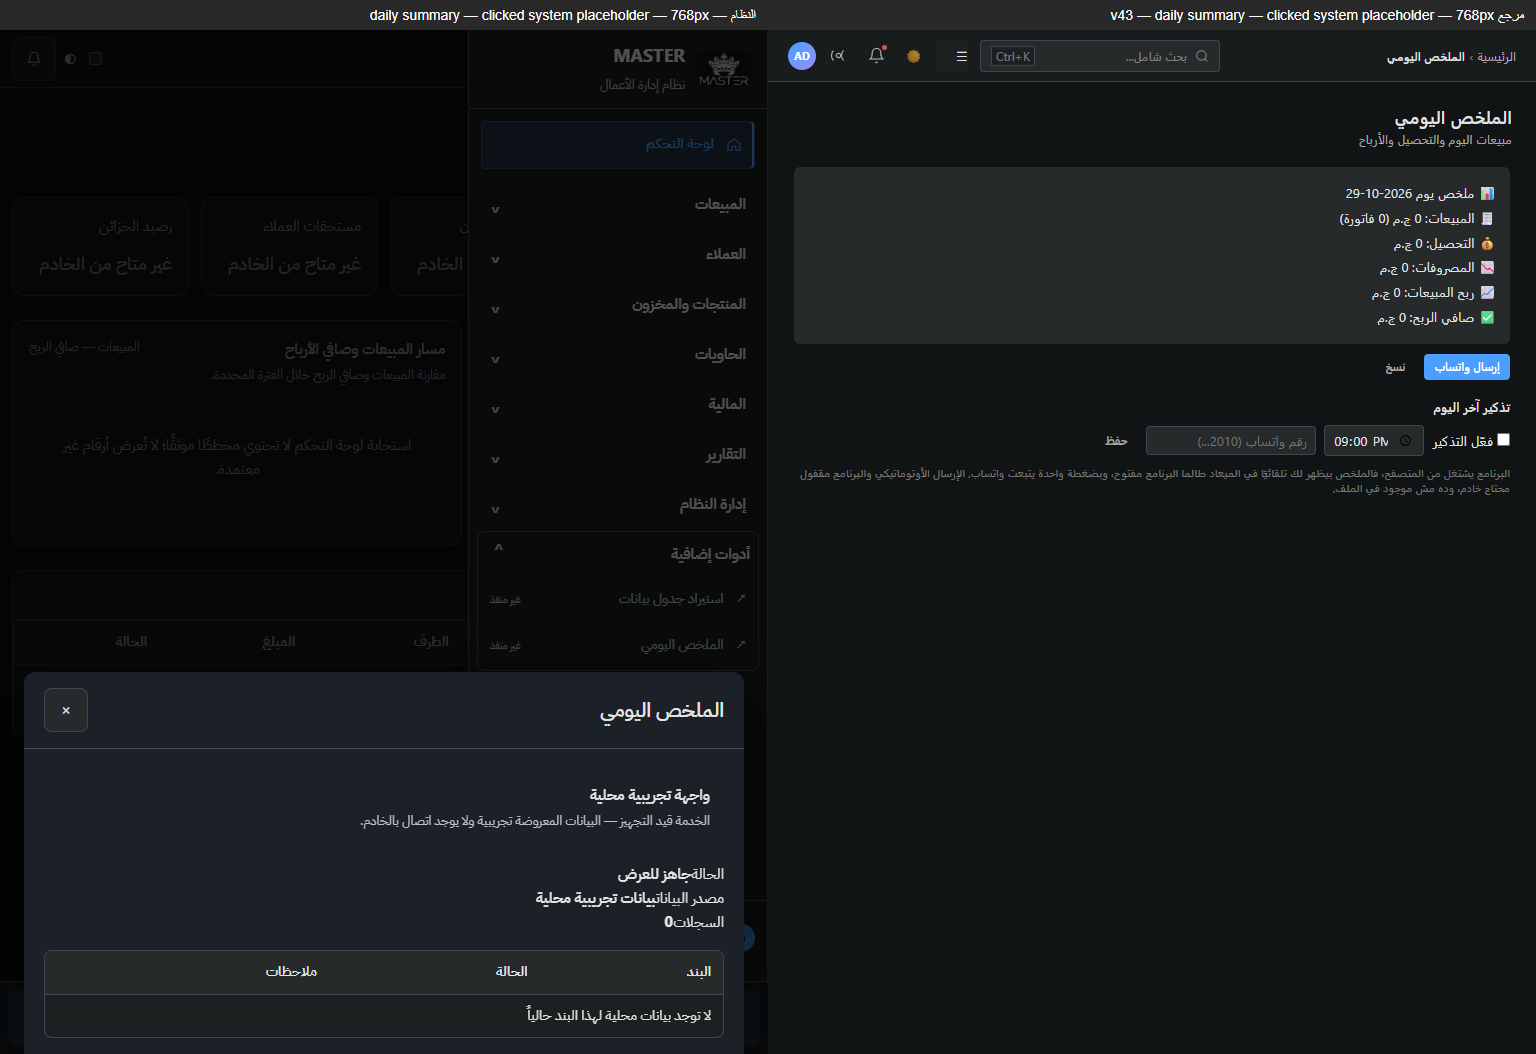 مرجع v43 — daily summary — clicked system placeholder — 768px
الرئيسية › الملخص اليومي
بحث شامل...
Ctrl+K
☰
AD
الملخص اليومي
مبيعات اليوم والتحصيل والأرباح
📊 ملخص يوم 2026-10-29
🧾 المبيعات: 0 ج.م (0 فاتورة)
💰 التحصيل: 0 ج.م
📉 المصروفات: 0 ج.م
📈 ربح المبيعات: 0 ج.م
✅ صافي الربح: 0 ج.م
إرسال واتساب
نسخ
تذكير آخر اليوم
فعّل التذكير
09:00 PM
رقم واتساب (2010...)
حفظ
البرنامج يشتغل من المتصفح، فالملخص بيظهر لك تلقائيًا في الميعاد طالما البرنامج مفتوح، وبضغطة واحدة يتبعت واتساب. الإرسال الأوتوماتيكي والبرنامج مقفول
محتاج خادم، وده مش موجود في الملف.
النظام — daily summary — clicked system placeholder — 768px
MASTER
MASTER
نظام إدارة الأعمال
لوحة التحكم
المبيعات
العملاء
المنتجات والمخزون
الحاويات
المالية
التقارير
إدارة النظام
أدوات إضافية
استيراد جدول بيانات
غير منفذ
الملخص اليومي
غير منفذ
مستحقات العملاء
غير متاح من الخادم
رصيد الخزائن
غير متاح من الخادم
الخادم
مسار المبيعات وصافي الأرباح
المبيعات — صافي الربح
مقارنة المبيعات وصافي الربح خلال الفترة المحددة.
استجابة لوحة التحكم لا تحتوي مخططًا موثقًا؛ لا تُعرض أرقام غير
معتمدة.
الطرف
المبلغ
الحالة
الملخص اليومي
×
واجهة تجريبية محلية
الخدمة قيد التجهيز — البيانات المعروضة تجريبية ولا يوجد اتصال بالخادم.
الحالةجاهز للعرض
مصدر البياناتبيانات تجريبية محلية
السجلات0
البند
الحالة
ملاحظات
لا توجد بيانات محلية لهذا البند حالياً